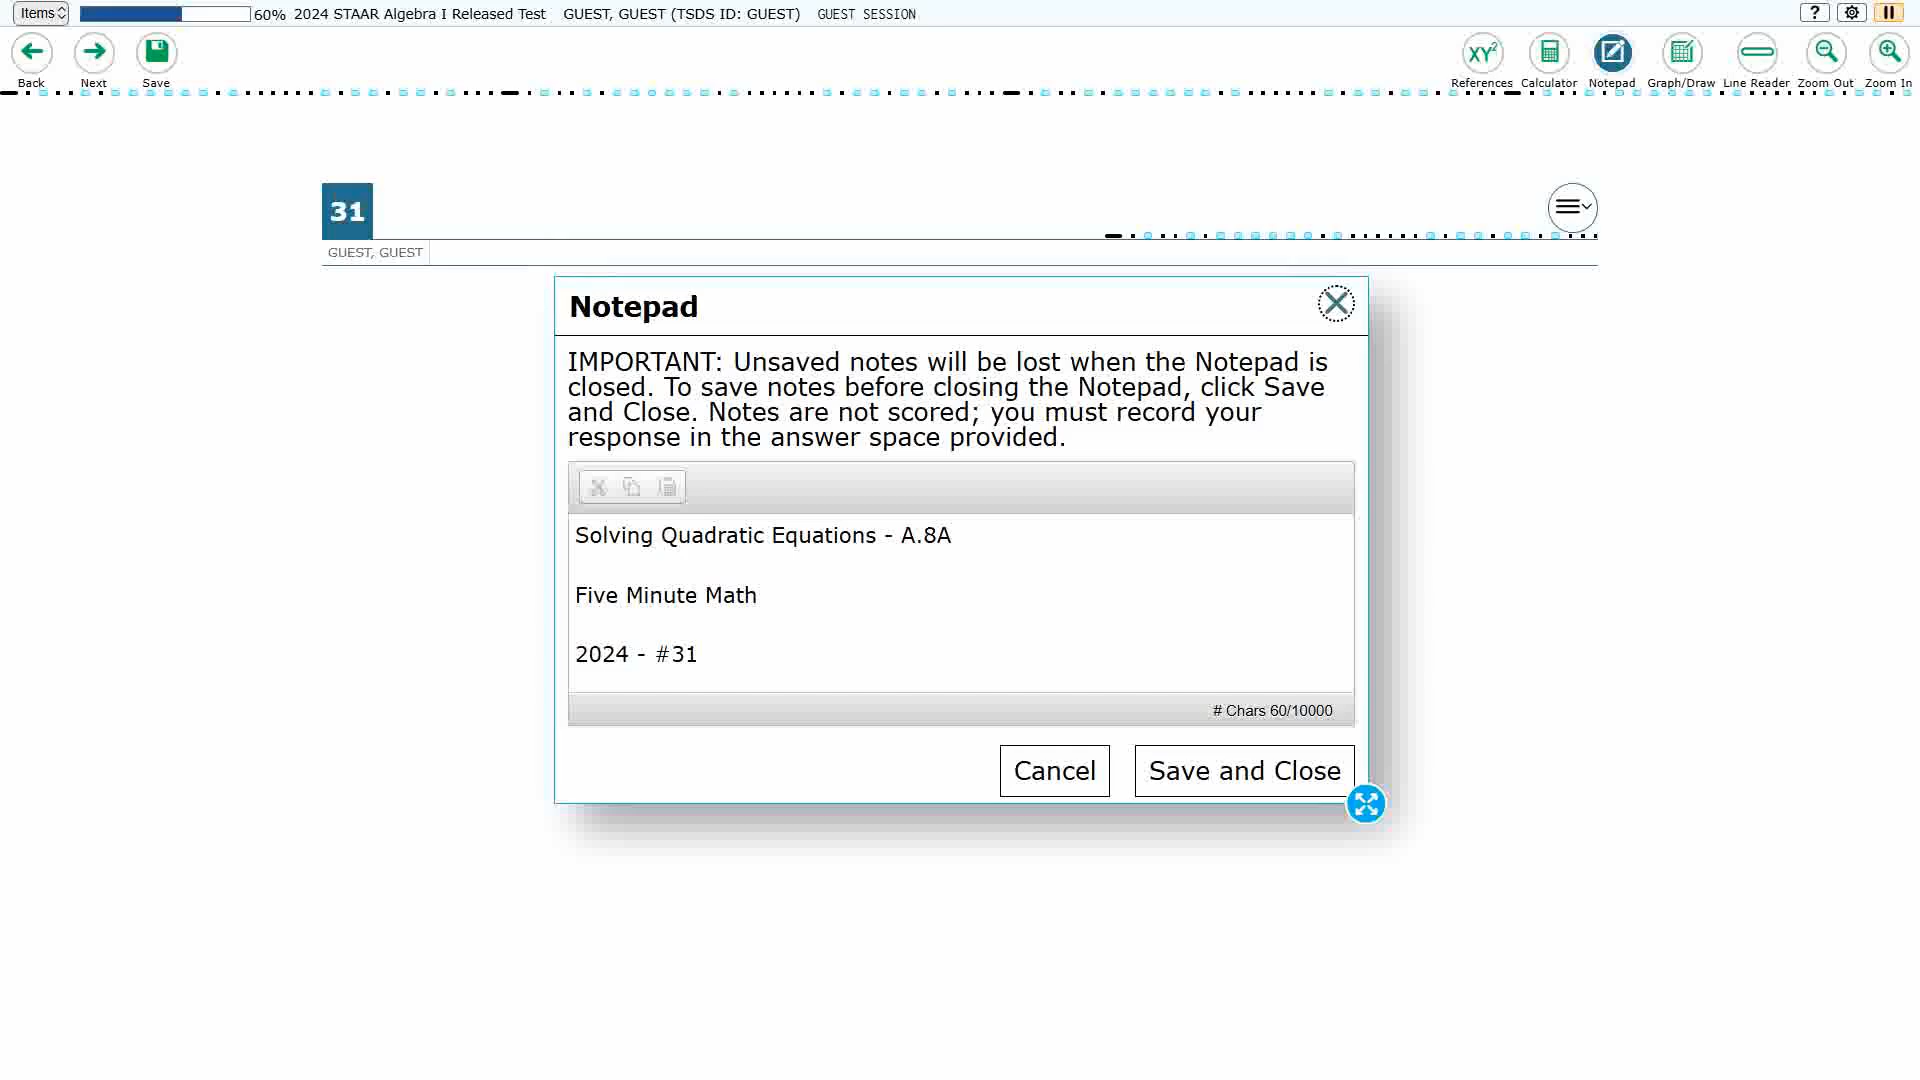 Items 60% 2024 STAAR Algebra I Released Test GUEST, GUEST (TSDS ID: GUEST) GUEST SESSION ?
Back Next Save XY2 References Calculator Notepad Graph/Draw Line Reader Zoom Out Zoom In
31
GUEST, GUEST
Notepad
IMPORTANT: Unsaved notes will be lost when the Notepad is
closed. To save notes before closing the Notepad, click Save
and Close. Notes are not scored; you must record your
response in the answer space provided.
Solving Quadratic Equations - A.8A
Five Minute Math
2024 - #31
# Chars 60/10000
Cancel Save and Close